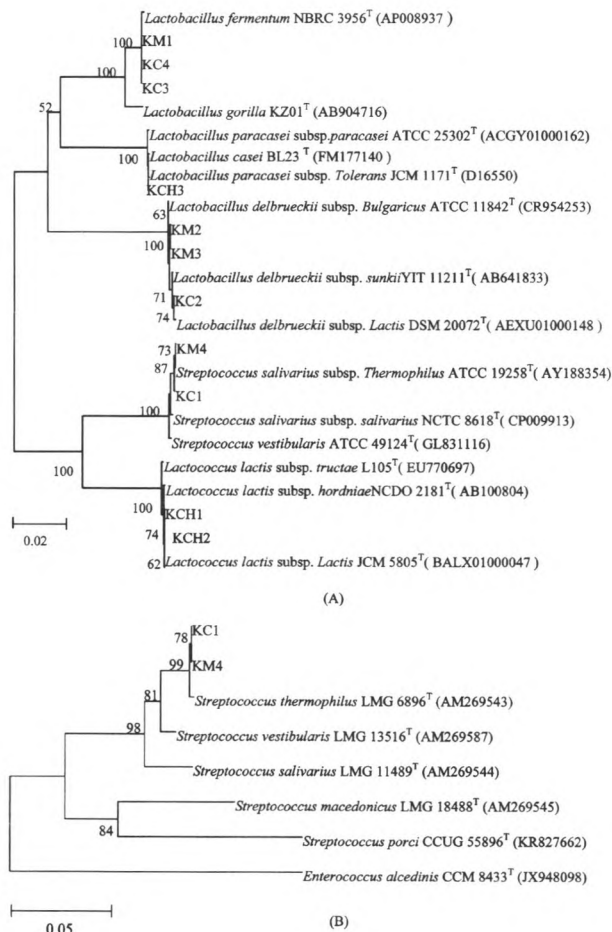 Lactobacillus fermentum NBRC 3956T (AP008937 )
KM1
100
KC4
100
KC3
52
Lactobacillus gorilla KZ01T (AB904716)
Lactobacillus paracasei subsp.paracasei ATCC 25302T (ACGY01000162)
100
Lactobacillus casei BL23 T (FM177140 )
Lactobacillus paracasei subsp. Tolerans JCM 1171T (D16550)
KCH3
Lactobacillus delbrueckii subsp. Bulgaricus ATCC 11842T (CR954253)
63
KM2
100
KM3
Lactobacillus delbrueckii subsp. sunkiiYIT 11211T( AB641833)
71
KC2
74
Lactobacillus delbrueckii subsp. Lactis DSM 20072T( AEXU01000148 )
73
KM4
87
Streptococcus salivarius subsp. Thermophilus ATCC 19258T( AY188354)
KC1
100
Streptococcus salivarius subsp. salivarius NCTC 8618T( CP009913)
Streptococcus vestibularis ATCC 49124T( GL831116)
100
Lactococcus lactis subsp. tructae L105T( EU770697)
Lactococcus lactis subsp. hordniaeNCDO 2181T( AB100804)
100
KCH1
0.02
74
KCH2
62
Lactococcus lactis subsp. Lactis JCM 5805T( BALX01000047 )
(A)
KC1
78
99
KM4
81
Streptococcus thermophilus LMG 6896T (AM269543)
98
Streptococcus vestibularis LMG 13516T (AM269587)
Streptococcus salivarius LMG 11489T (AM269544)
Streptococcus macedonicus LMG 18488T (AM269545)
84
Streptococcus porci CCUG 55896T (KR827662)
Enterococcus alcedinis CCM 8433T (JX948098)
0.05
(B)